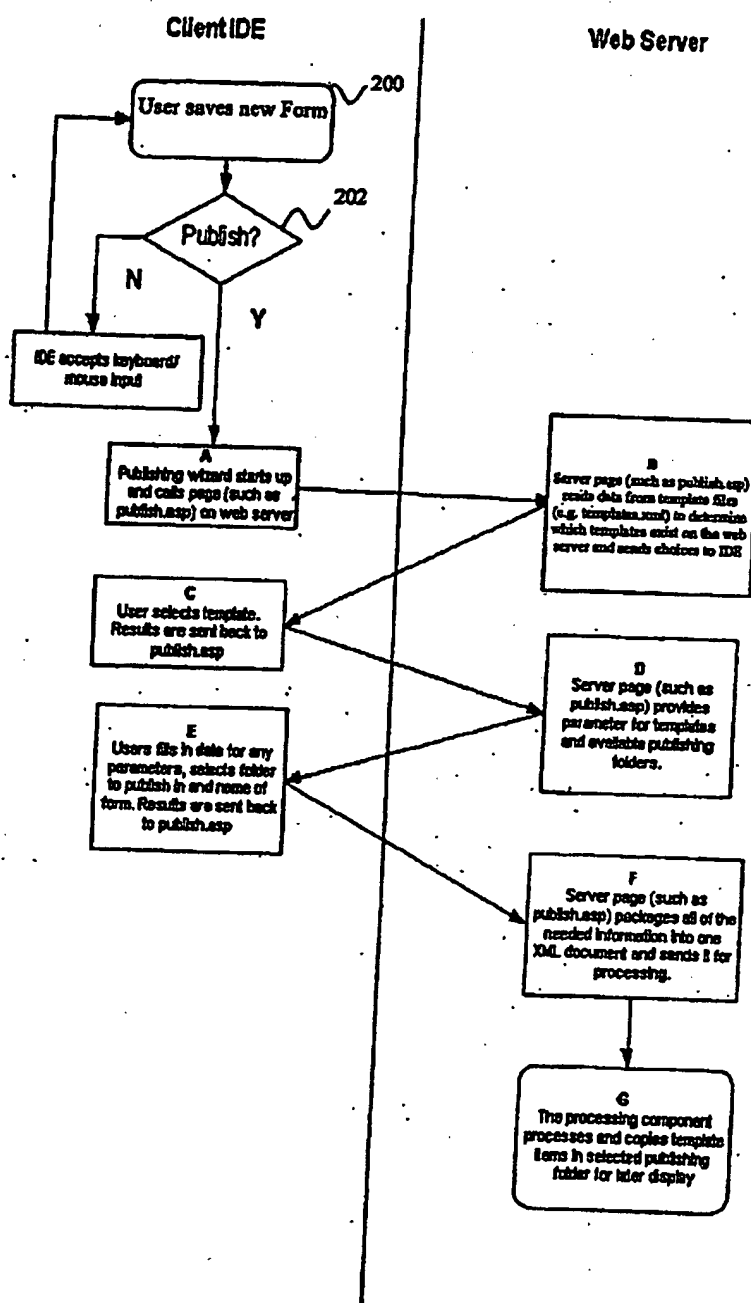 Client IDE
Web Server
200
User saves new Form
202
Publish?
N
Y
IDE accepts keyboard/
mouse input
A
Publishing wizard starts up
and calls page (such as
publish.asp) on web server
B
Server page (such as publish.asp)
reads data from template files
(e.g. templates.xml) to determine
which templates exist on the web
server and sends choices to IDE
C
User selects template.
Results are sent back to
publish.asp
D
Server page (such as
publish.asp) provides
parameter for templates
and available publishing
folders.
E
Users fills in data for any
parameters, selects folder
to publish in and name of
form. Results are sent back
to publish.asp
F
Server page (such as
publish.asp) packages all of the
needed information into one
XML document and sends it for
processing.
G
The processing component
processes and copies template
items in selected publishing
folder for later display